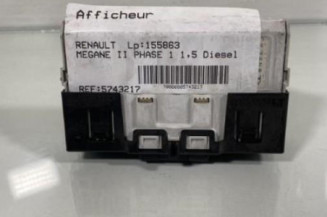 Afficheur
RENAULT Lp:155663
MEGANE II PHASE 1 1,5 Diesel
REF:5743217